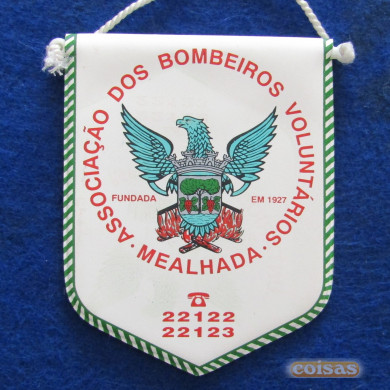 · ASSOCIAÇÃO DOS BOMBEIROS VOLUNTÁRIOS ·
FUNDADA EM 1927
MEALHADA
☎
22122
22123
coisas